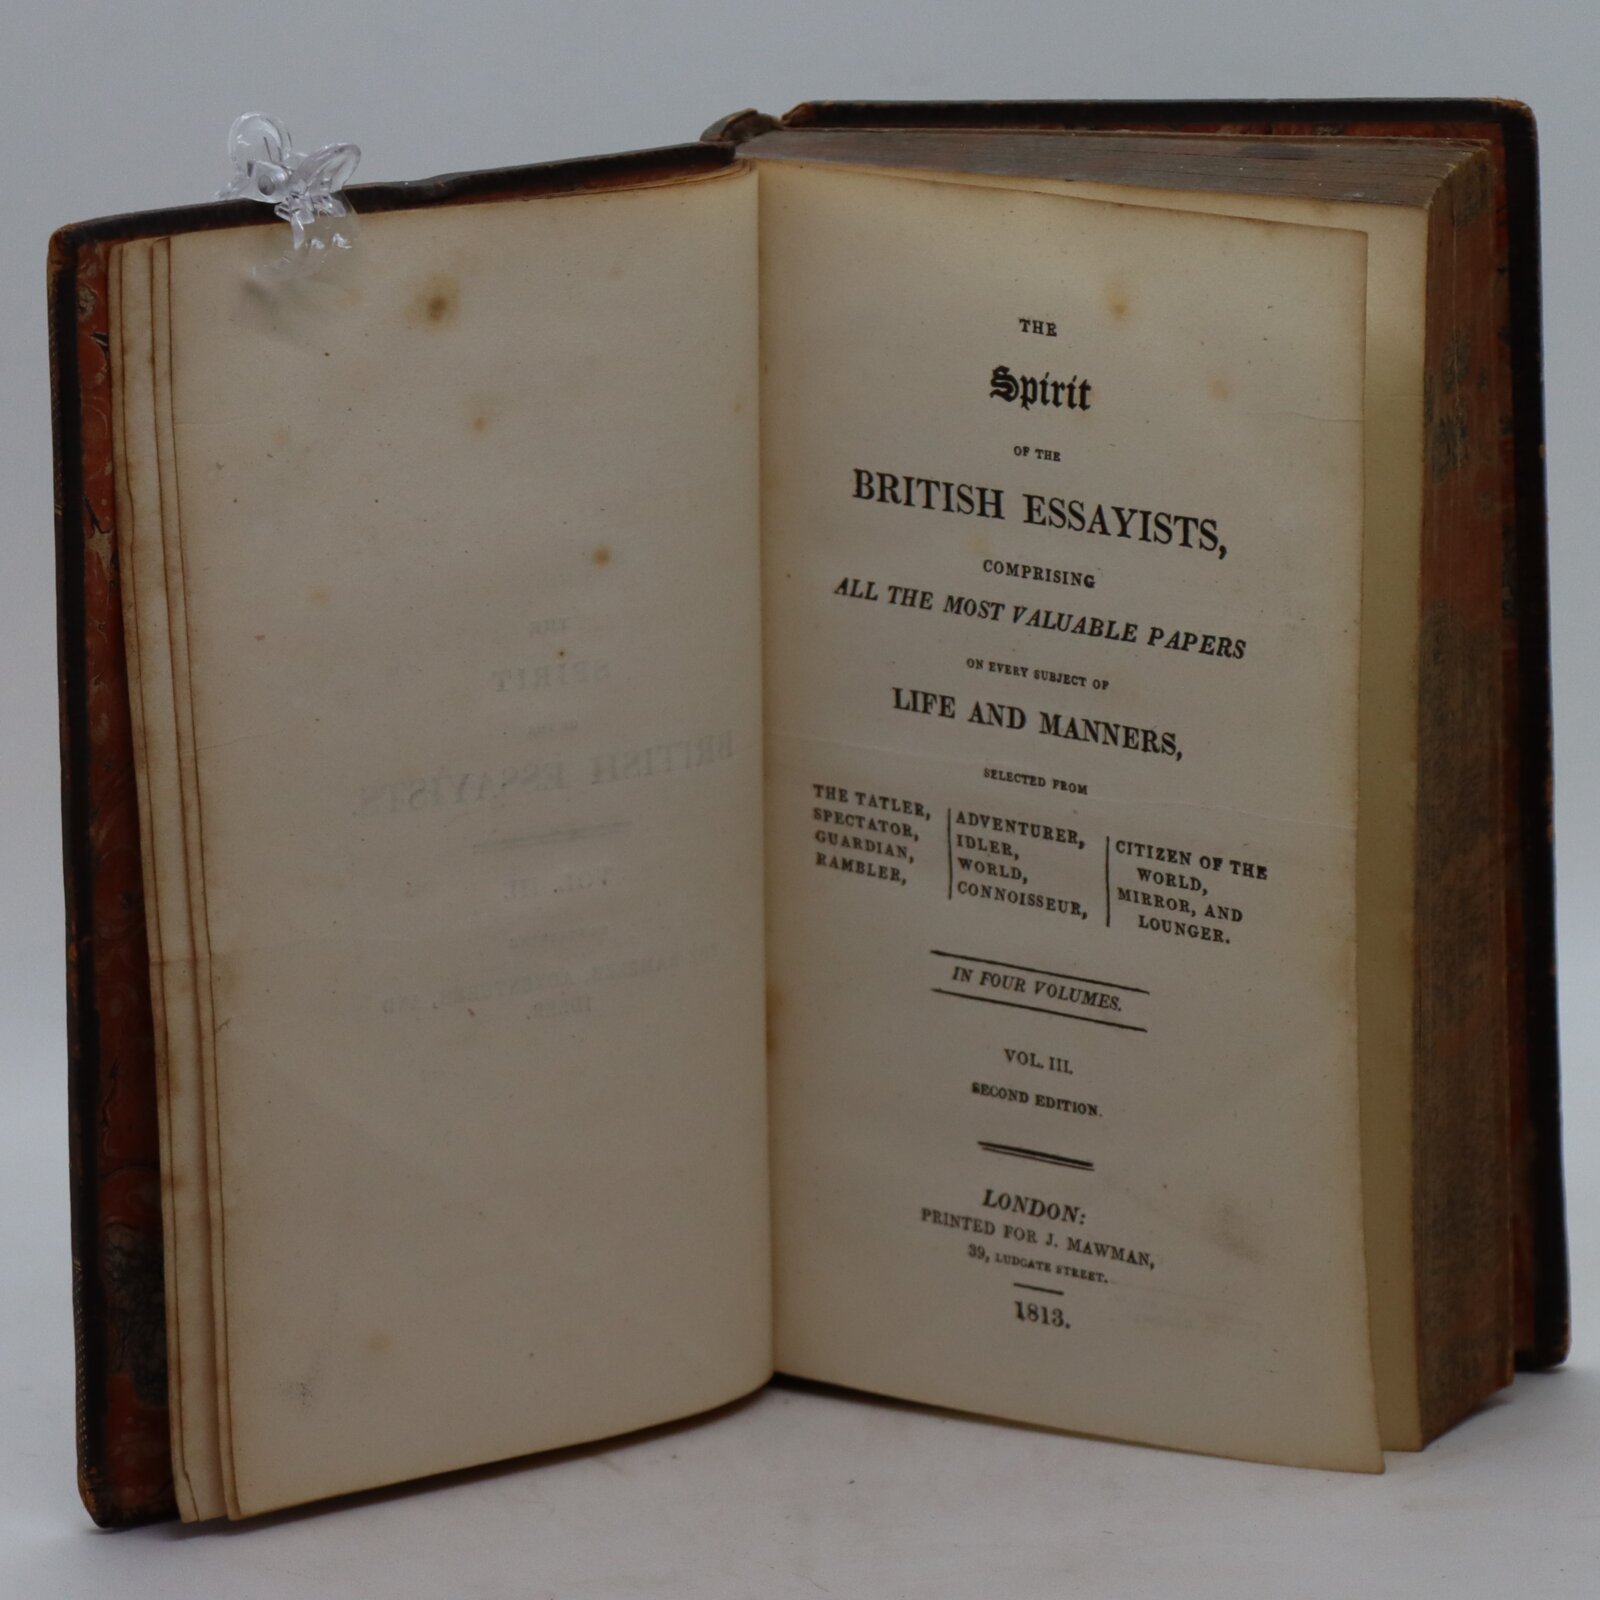 THE
Spirit
OF THE
BRITISH ESSAYISTS,
COMPRISING
ALL THE MOST VALUABLE PAPERS
ON EVERY SUBJECT OF
LIFE AND MANNERS,
SELECTED FROM
THE TATLER,
SPECTATOR,
GUARDIAN,
RAMBLER,
ADVENTURER,
IDLER,
WORLD,
CONNOISSEUR,
CITIZEN OF THE
WORLD,
MIRROR, AND
LOUNGER.
IN FOUR VOLUMES.
VOL. III.
SECOND EDITION.
LONDON:
PRINTED FOR J. MAWMAN,
39, LUDGATE STREET.
1813.